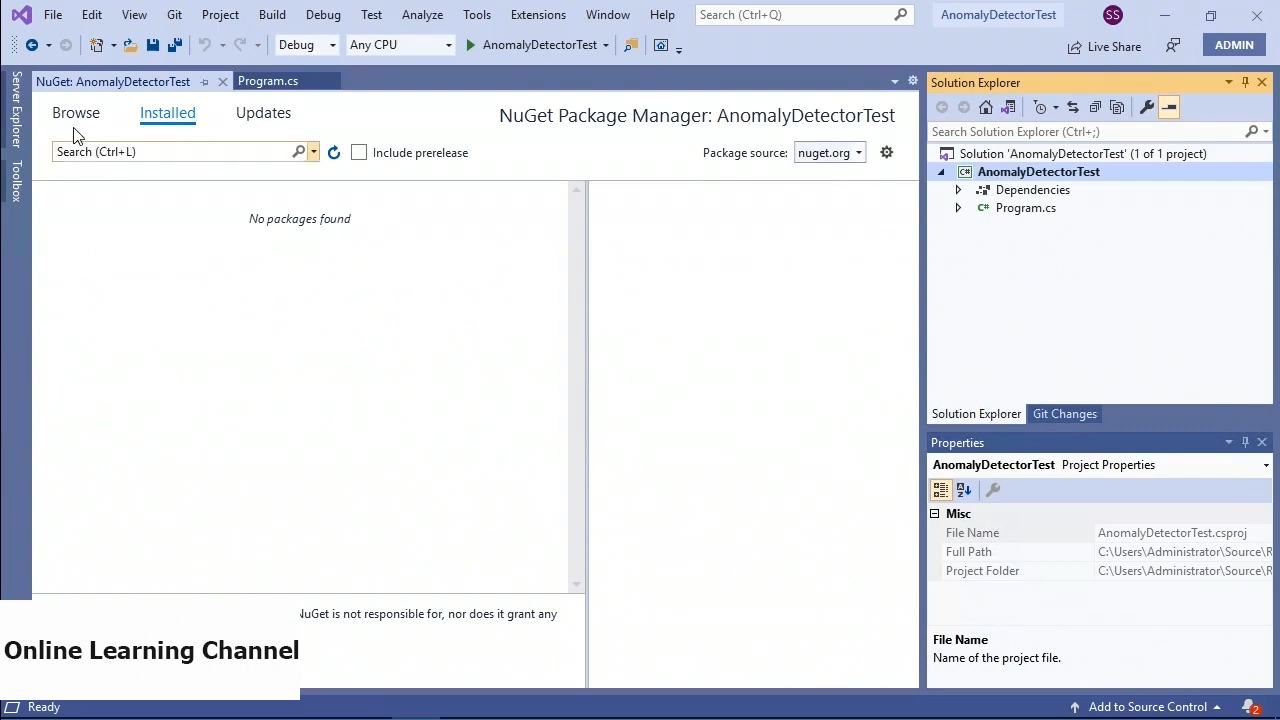 File Edit View Git Project Build Debug Test Analyze Tools Extensions Window Help Search (Ctrl+Q) AnomalyDetectorTest SS
Debug Any CPU AnomalyDetectorTest Live Share ADMIN
Server Explorer
Toolbox
NuGet: AnomalyDetectorTest Program.cs
Browse Installed Updates NuGet Package Manager: AnomalyDetectorTest
Search (Ctrl+L) Include prerelease Package source: nuget.org
No packages found
NuGet is not responsible for, nor does it grant any
Online Learning Channel
Solution Explorer
Search Solution Explorer (Ctrl+;)
Solution 'AnomalyDetectorTest' (1 of 1 project)
C# AnomalyDetectorTest
Dependencies
C# Program.cs
Solution Explorer Git Changes
Properties
AnomalyDetectorTest Project Properties
Misc
File Name AnomalyDetectorTest.csproj
Full Path C:\Users\Administrator\Source\R
Project Folder C:\Users\Administrator\Source\R
File Name
Name of the project file.
Ready Add to Source Control 2